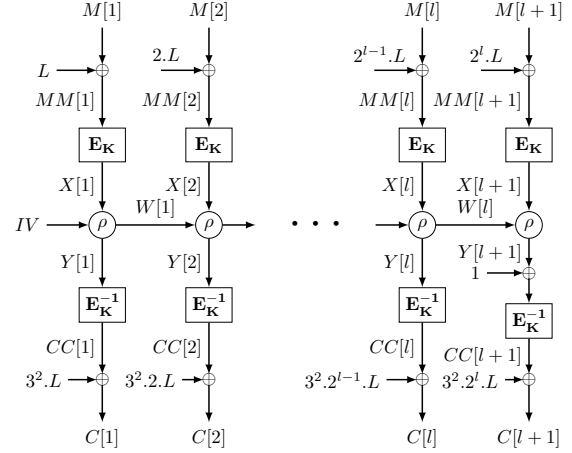 M[1] M[2] M[l] M[l+1]
L 2.L 2^{l−1}.L 2^{l}.L
MM[1] MM[2] MM[l] MM[l+1]
E_K E_K E_K E_K
X[1] X[2] X[l] X[l+1]
W[1] W[l]
IV ρ ρ • • • ρ ρ
Y[1] Y[2] Y[l] Y[l+1]
1
E_K^{−1} E_K^{−1} E_K^{−1} E_K^{−1}
CC[1] CC[2] CC[l] CC[l+1]
3^{2}.L 3^{2}.2.L 3^{2}.2^{l−1}.L 3^{2}.2^{l}.L
C[1] C[2] C[l] C[l+1]